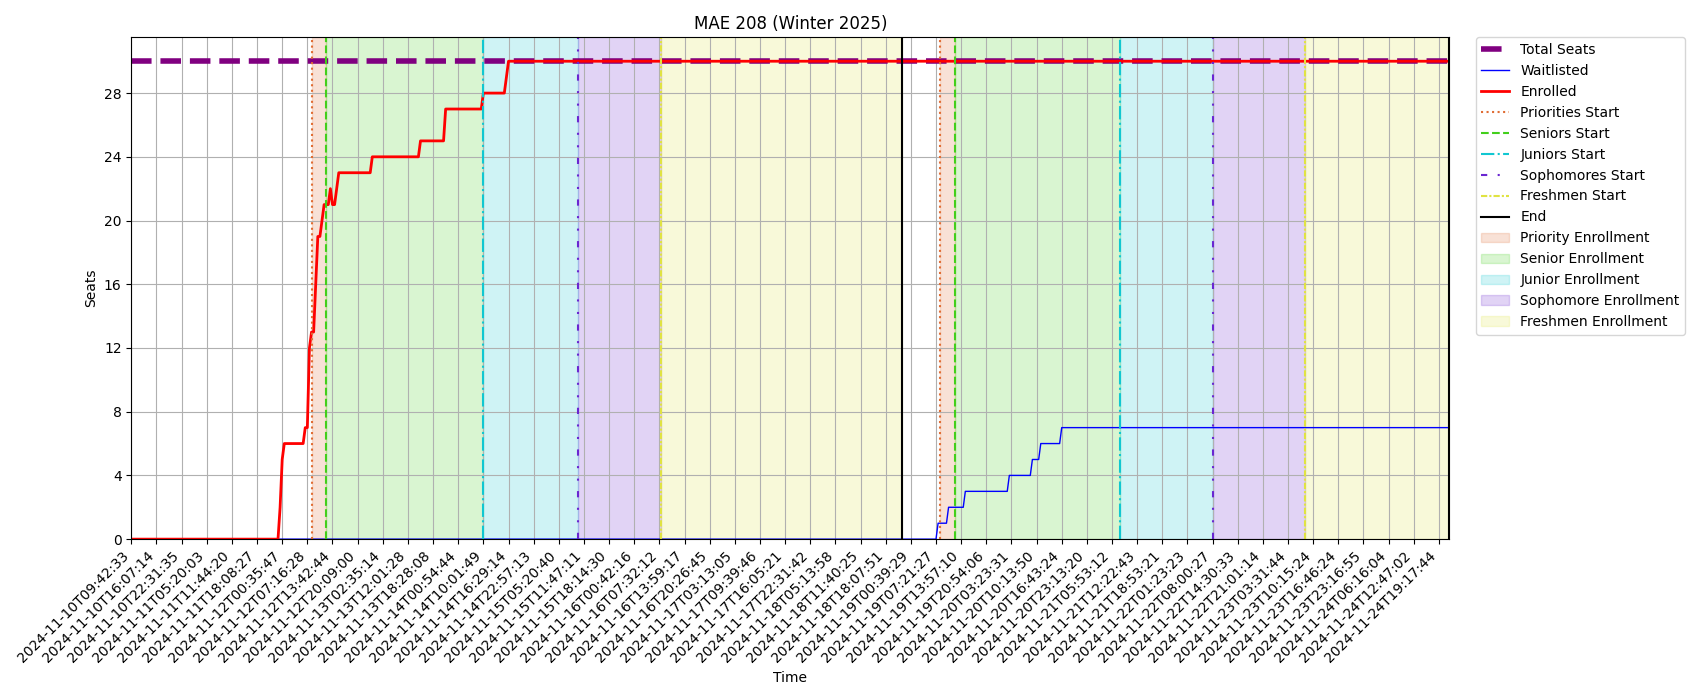 MAE 208 (Winter 2025)
Seats
28
24
20
16
12
8
4
0
2024-11-10T09:42:33
2024-11-10T16:07:14
2024-11-10T22:31:35
2024-11-11T05:20:03
2024-11-11T11:44:20
2024-11-11T18:08:27
2024-11-12T00:35:47
2024-11-12T07:16:28
2024-11-12T13:42:44
2024-11-12T20:09:00
2024-11-13T02:35:14
2024-11-13T12:01:28
2024-11-13T18:28:08
2024-11-14T00:54:44
2024-11-14T10:01:49
2024-11-14T16:29:14
2024-11-14T22:57:13
2024-11-15T05:20:40
2024-11-15T11:47:11
2024-11-15T18:14:30
2024-11-16T00:42:16
2024-11-16T07:32:12
2024-11-16T13:59:17
2024-11-16T20:26:45
2024-11-17T03:13:05
2024-11-17T09:39:46
2024-11-17T16:05:21
2024-11-17T22:31:42
2024-11-18T05:13:58
2024-11-18T11:40:25
2024-11-18T18:07:51
2024-11-19T00:39:29
2024-11-19T07:21:27
2024-11-19T13:57:10
2024-11-19T20:54:06
2024-11-20T03:23:31
2024-11-20T10:13:50
2024-11-20T16:43:24
2024-11-20T23:13:20
2024-11-21T05:53:12
2024-11-21T12:22:43
2024-11-21T18:53:21
2024-11-22T01:23:23
2024-11-22T08:00:27
2024-11-22T14:30:33
2024-11-22T21:01:14
2024-11-23T03:31:44
2024-11-23T10:15:24
2024-11-23T16:46:24
2024-11-23T23:16:55
2024-11-24T06:16:04
2024-11-24T12:47:02
2024-11-24T19:17:44
Time
Total Seats
Waitlisted
Enrolled
Priorities Start
Seniors Start
Juniors Start
Sophomores Start
Freshmen Start
End
Priority Enrollment
Senior Enrollment
Junior Enrollment
Sophomore Enrollment
Freshmen Enrollment